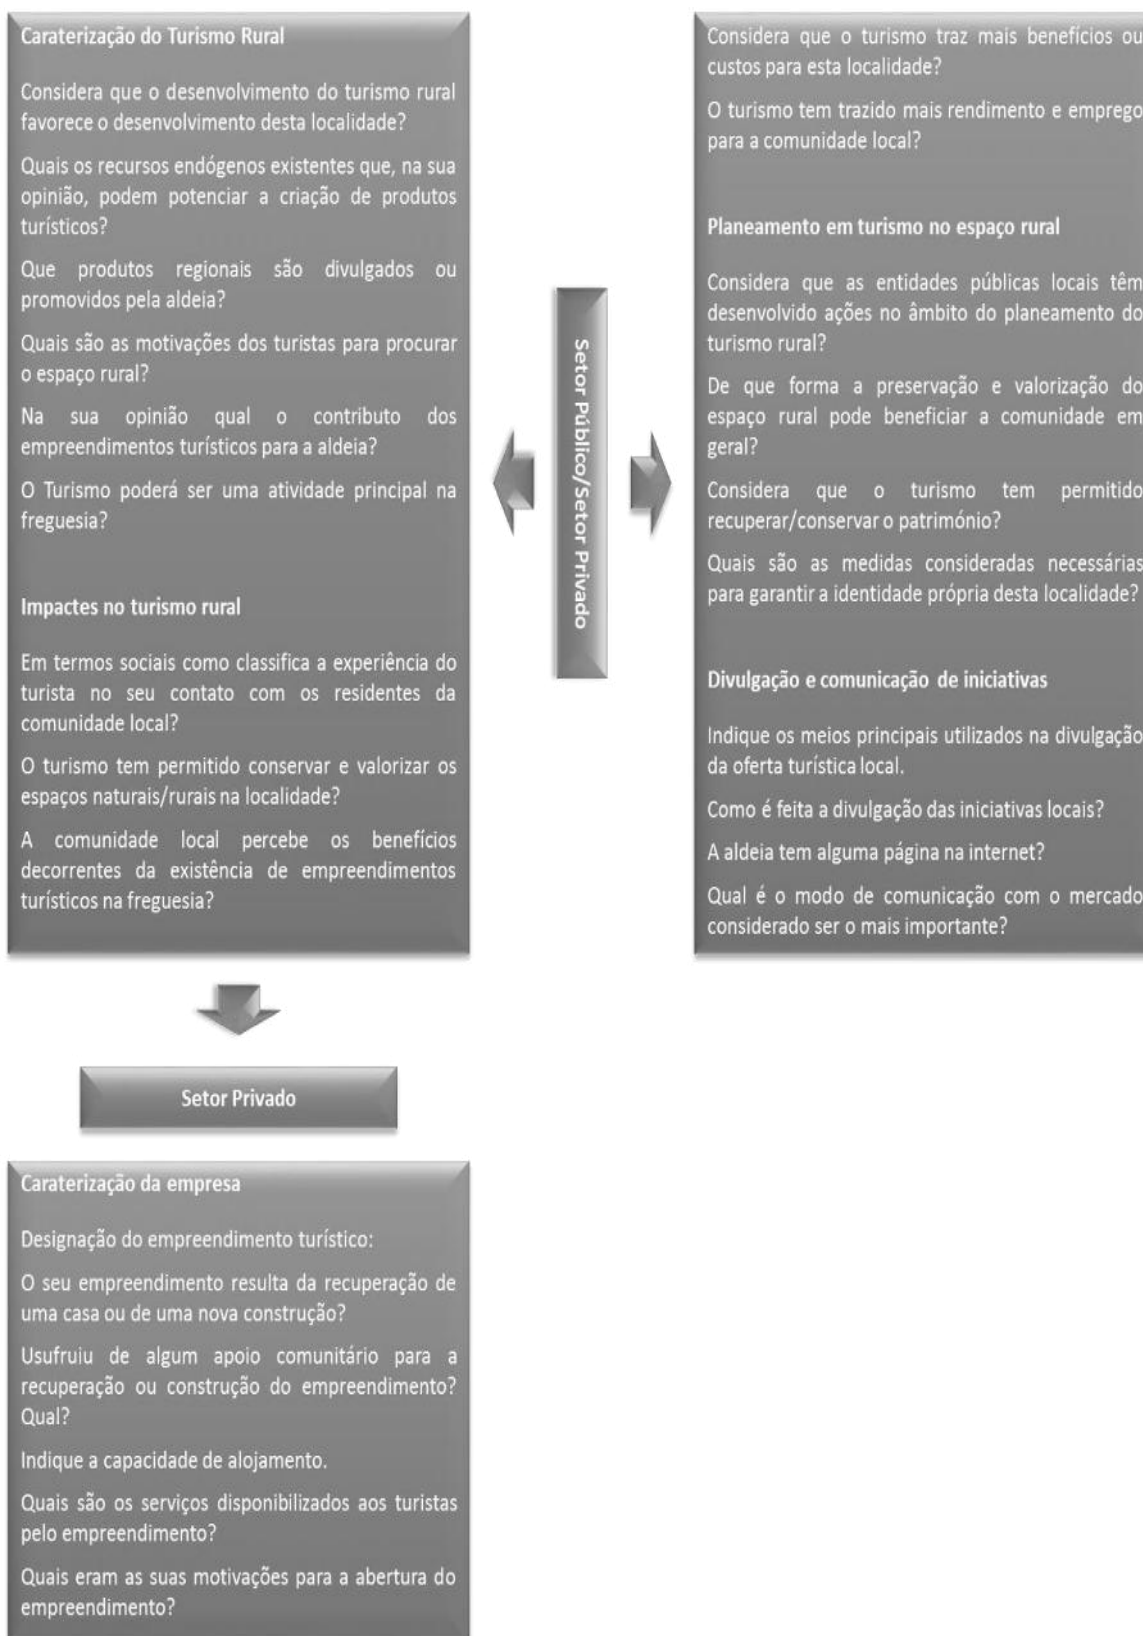 Caraterização do Turismo Rural
Considera que o desenvolvimento do turismo rural
favorece o desenvolvimento desta localidade?
Quais os recursos endógenos existentes que, na sua
opinião, podem potenciar a criação de produtos
turísticos?
Que produtos regionais são divulgados ou
promovidos pela aldeia?
Quais são as motivações dos turistas para procurar
o espaço rural?
Na sua opinião qual o contributo dos
empreendimentos turísticos para a aldeia?
O Turismo poderá ser uma atividade principal na
freguesia?
Impactes no turismo rural
Em termos sociais como classifica a experiência do
turista no seu contato com os residentes da
comunidade local?
O turismo tem permitido conservar e valorizar os
espaços naturais/rurais na localidade?
A comunidade local percebe os benefícios
decorrentes da existência de empreendimentos
turísticos na freguesia?
Setor Público/Setor Privado
Considera que o turismo traz mais benefícios ou
custos para esta localidade?
O turismo tem trazido mais rendimento e emprego
para a comunidade local?
Planeamento em turismo no espaço rural
Considera que as entidades públicas locais têm
desenvolvido ações no âmbito do planeamento do
turismo rural?
De que forma a preservação e valorização do
espaço rural pode beneficiar a comunidade em
geral?
Considera que o turismo tem permitido
recuperar/conservar o património?
Quais são as medidas consideradas necessárias
para garantir a identidade própria desta localidade?
Divulgação e comunicação de iniciativas
Indique os meios principais utilizados na divulgação
da oferta turística local.
Como é feita a divulgação das iniciativas locais?
A aldeia tem alguma página na internet?
Qual é o modo de comunicação com o mercado
considerado ser o mais importante?
Setor Privado
Caraterização da empresa
Designação do empreendimento turístico:
O seu empreendimento resulta da recuperação de
uma casa ou de uma nova construção?
Usufruiu de algum apoio comunitário para a
recuperação ou construção do empreendimento?
Qual?
Indique a capacidade de alojamento.
Quais são os serviços disponibilizados aos turistas
pelo empreendimento?
Quais eram as suas motivações para a abertura do
empreendimento?